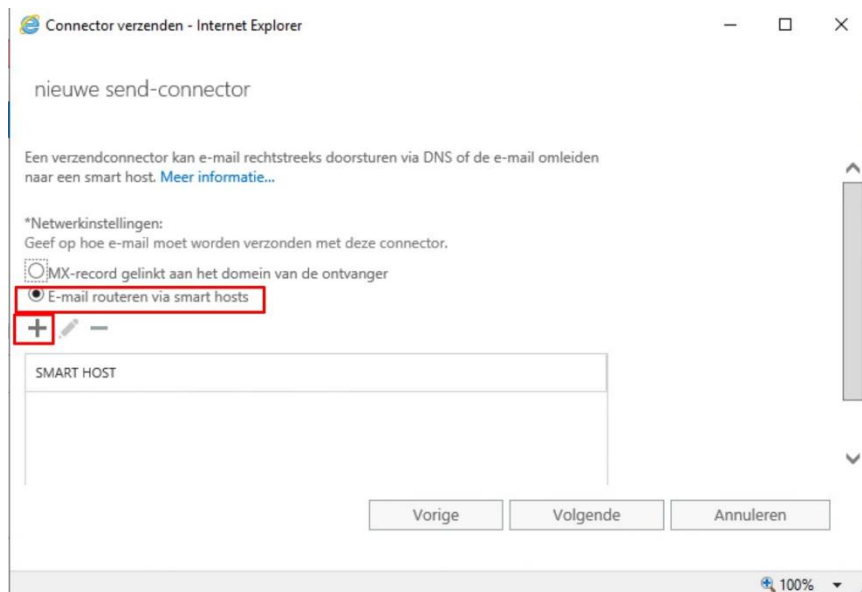 Connector verzenden - Internet Explorer
nieuwe send-connector
Een verzendconnector kan e-mail rechtstreeks doorsturen via DNS of de e-mail omleiden
naar een smart host. Meer informatie...
*Netwerkinstellingen:
Geef op hoe e-mail moet worden verzonden met deze connector.
MX-record gelinkt aan het domein van de ontvanger
E-mail routeren via smart hosts
SMART HOST
Vorige
Volgende
Annuleren
100%